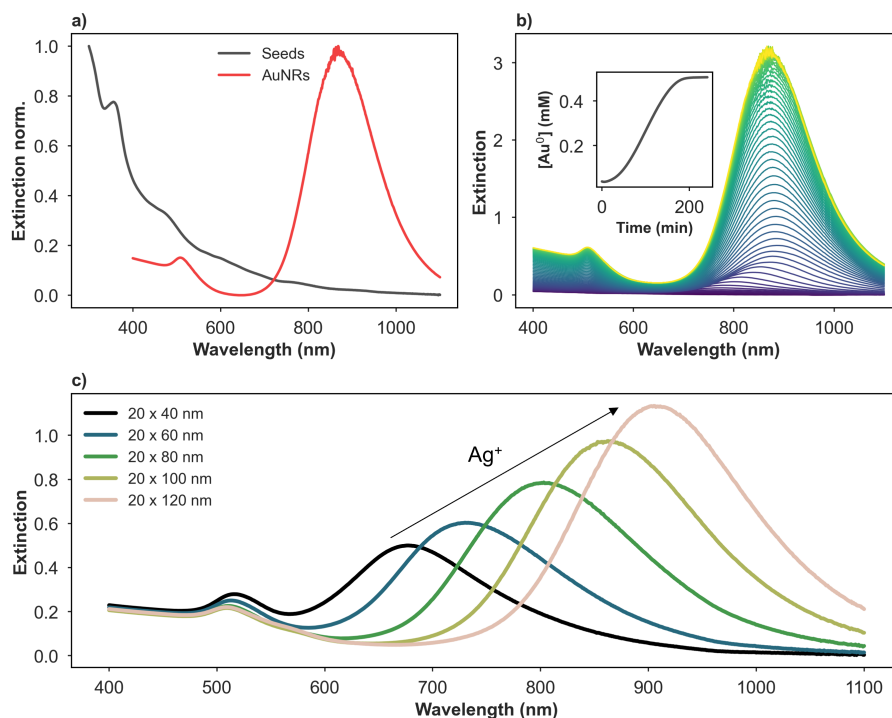 a)
Extinction norm.
1.0
0.8
0.6
0.4
0.2
0.0
Seeds
AuNRs
400
600
800
1000
Wavelength (nm)
b)
Extinction
3
2
1
0
[Au⁰] (mM)
0.4
0.2
0
200
Time (min)
400
600
800
1000
Wavelength (nm)
c)
Extinction
1.0
0.8
0.6
0.4
0.2
0.0
20 x 40 nm
20 x 60 nm
20 x 80 nm
20 x 100 nm
20 x 120 nm
Ag⁺
400
500
600
700
800
900
1000
1100
Wavelength (nm)